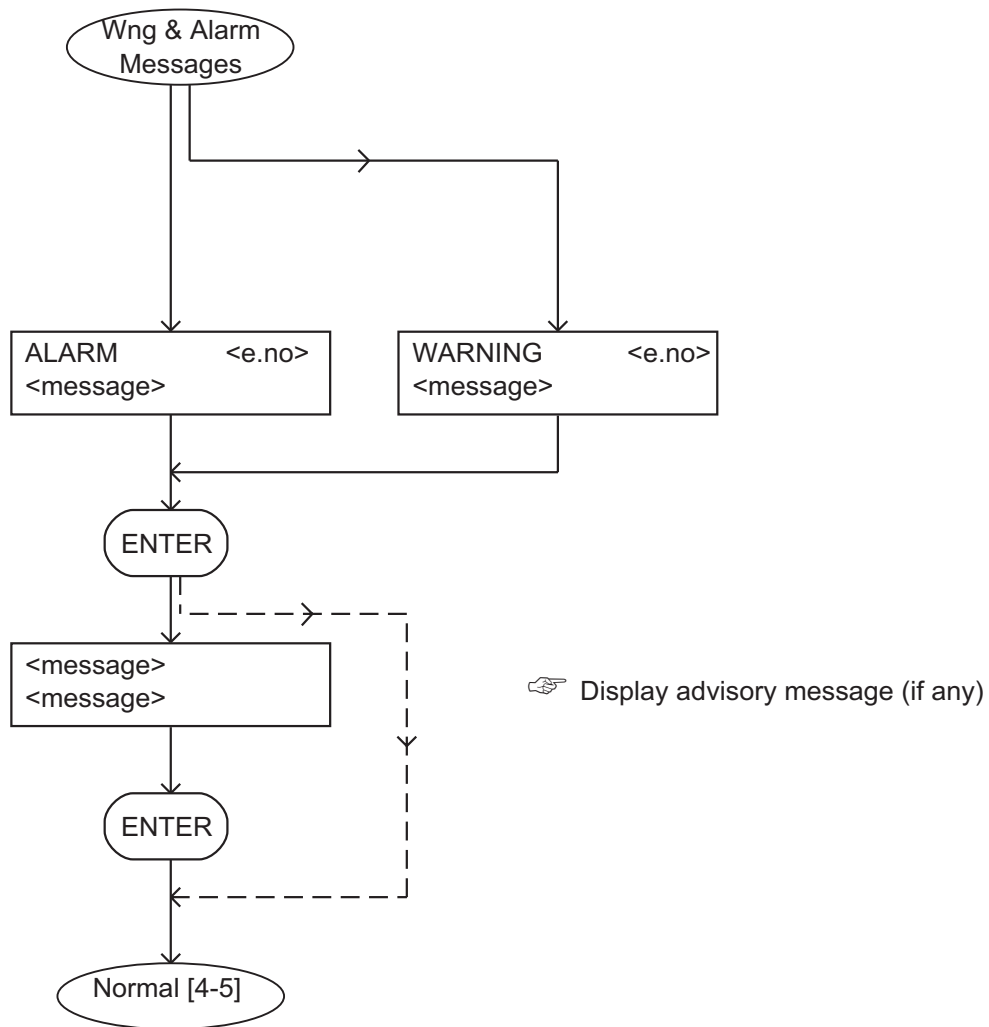 Wng & Alarm
Messages
ALARM <e.no>
<message>
WARNING <e.no>
<message>
ENTER
<message>
<message>
☞ Display advisory message (if any)
ENTER
Normal [4-5]